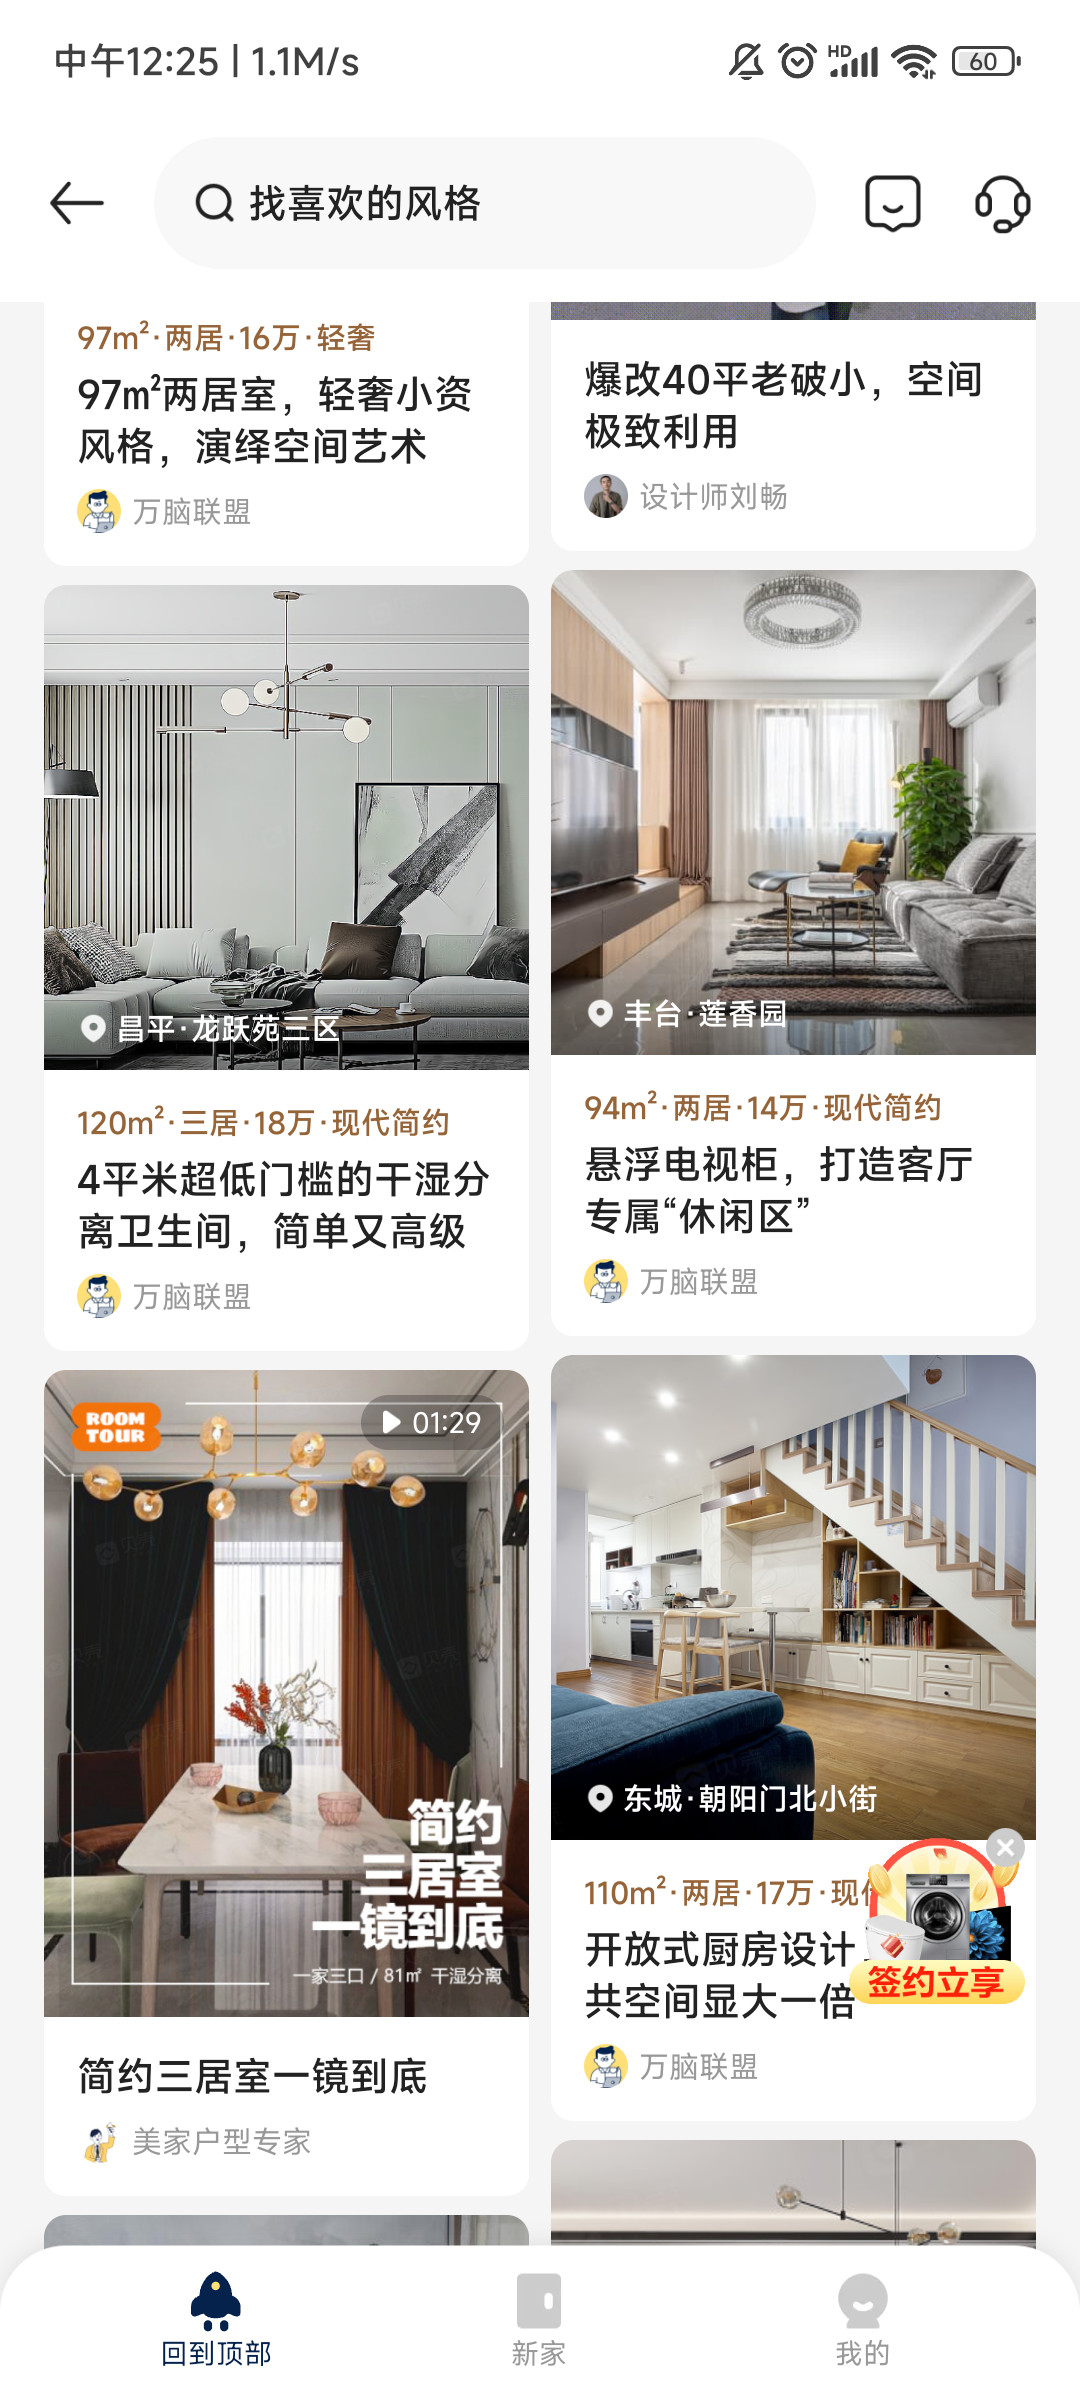 中午12:25 | 1.1M/s
HD
60
找喜欢的风格
97m²·两居·16万·轻奢
97㎡两居室，轻奢小资
风格，演绎空间艺术
万脑联盟
爆改40平老破小，空间
极致利用
设计师刘畅
昌平·龙跃苑三区
120m²·三居·18万·现代简约
4平米超低门槛的干湿分
离卫生间，简单又高级
万脑联盟
丰台·莲香园
94m²·两居·14万·现代简约
悬浮电视柜，打造客厅
专属“休闲区”
万脑联盟
ROOM
TOUR
01:29
简约
三居室
一镜到底
一家三口 / 81㎡ 干湿分离
简约三居室一镜到底
美家户型专家
东城·朝阳门北小街
110m²·两居·17万·现
开放式厨房设计
共空间显大一倍
签约立享
万脑联盟
回到顶部
新家
我的